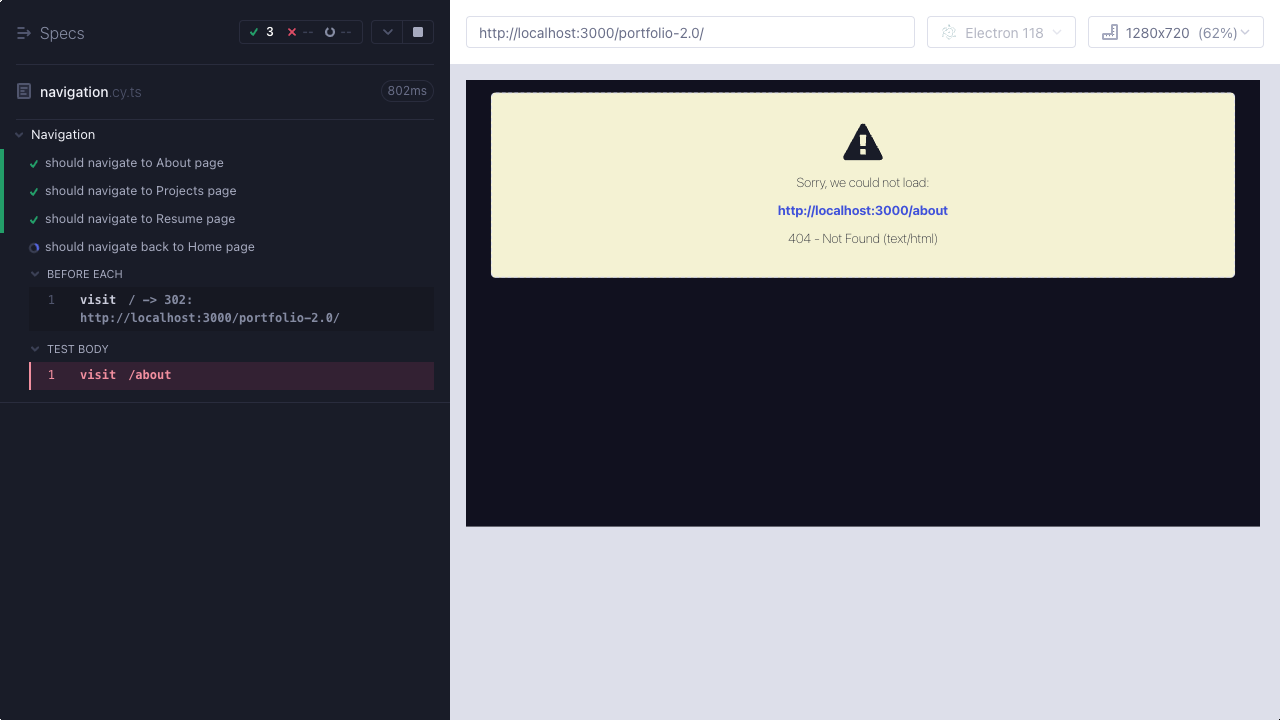 Specs
3 -- --
navigation.cy.ts
802ms
Navigation
should navigate to About page
should navigate to Projects page
should navigate to Resume page
should navigate back to Home page
BEFORE EACH
1 visit / -> 302:
http://localhost:3000/portfolio-2.0/
TEST BODY
1 visit /about
http://localhost:3000/portfolio-2.0/
Electron 118
1280x720 (62%)
Sorry, we could not load:
http://localhost:3000/about
404 - Not Found (text/html)